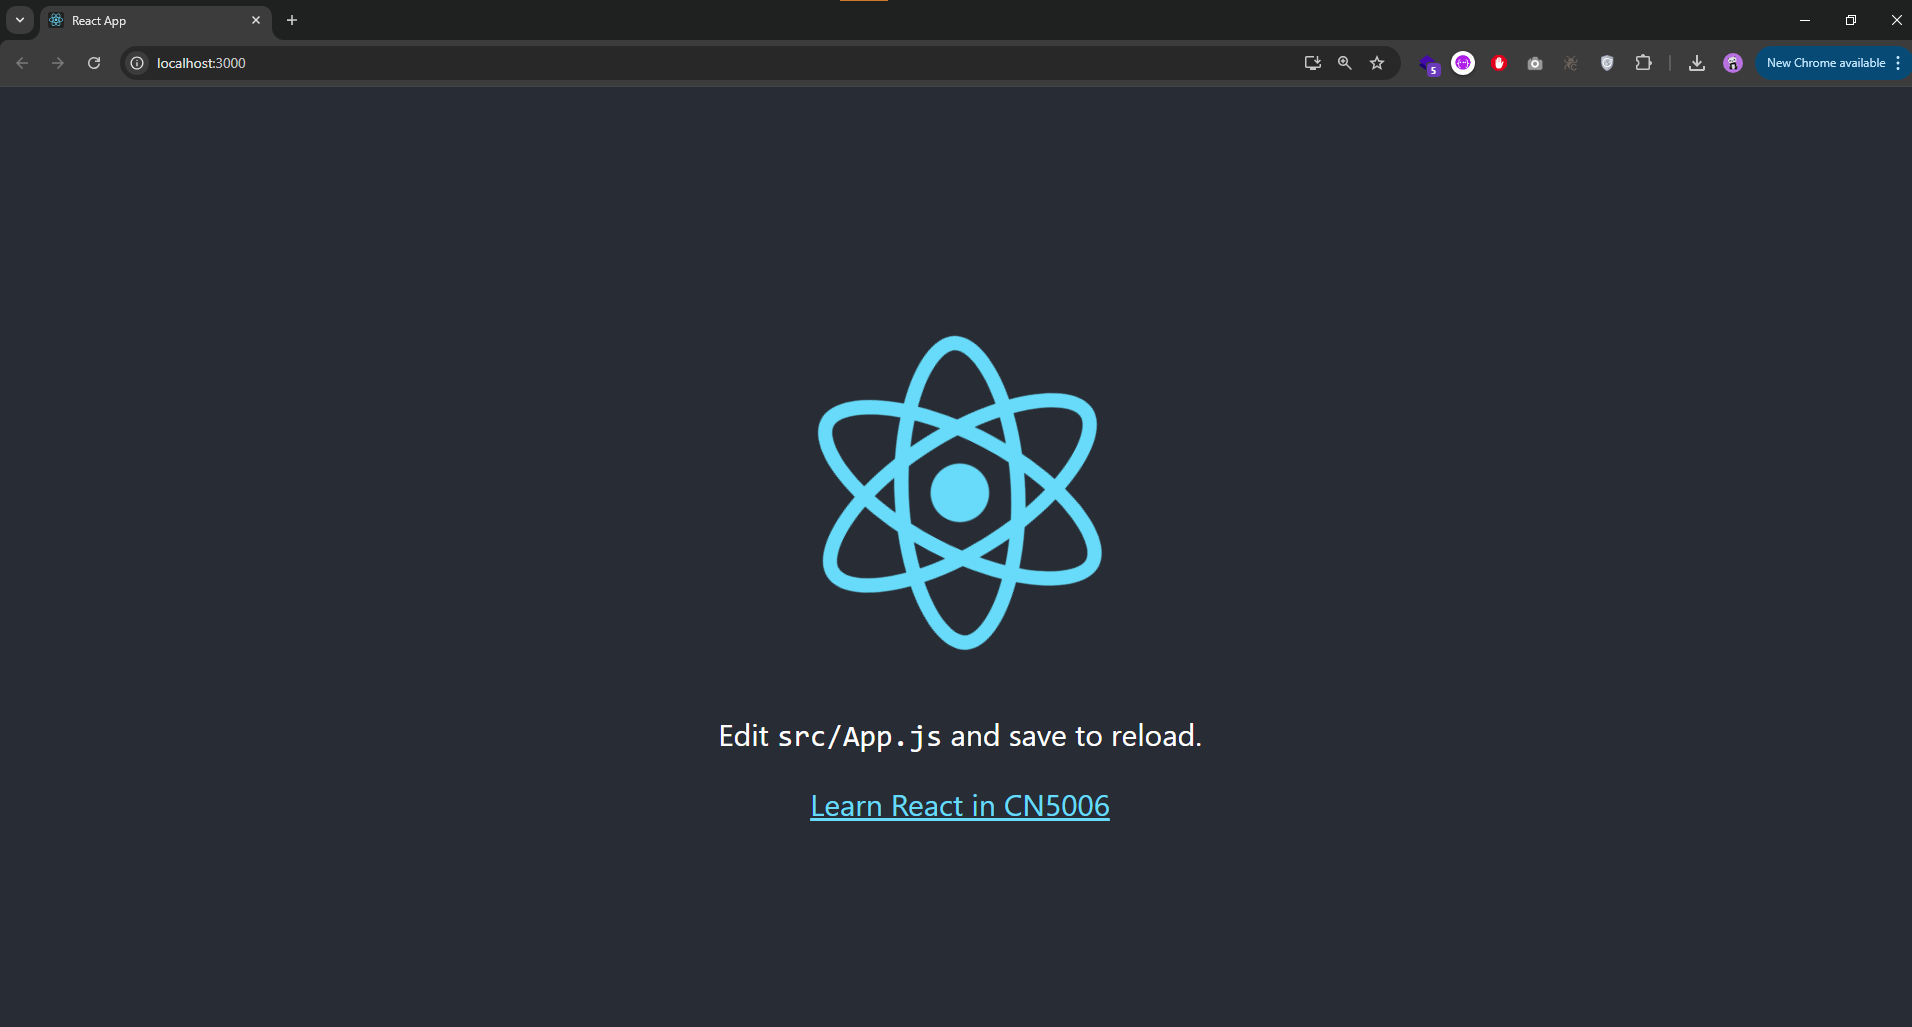 React App
localhost:3000
5
New Chrome available
Edit src/App.js and save to reload.
Learn React in CN5006